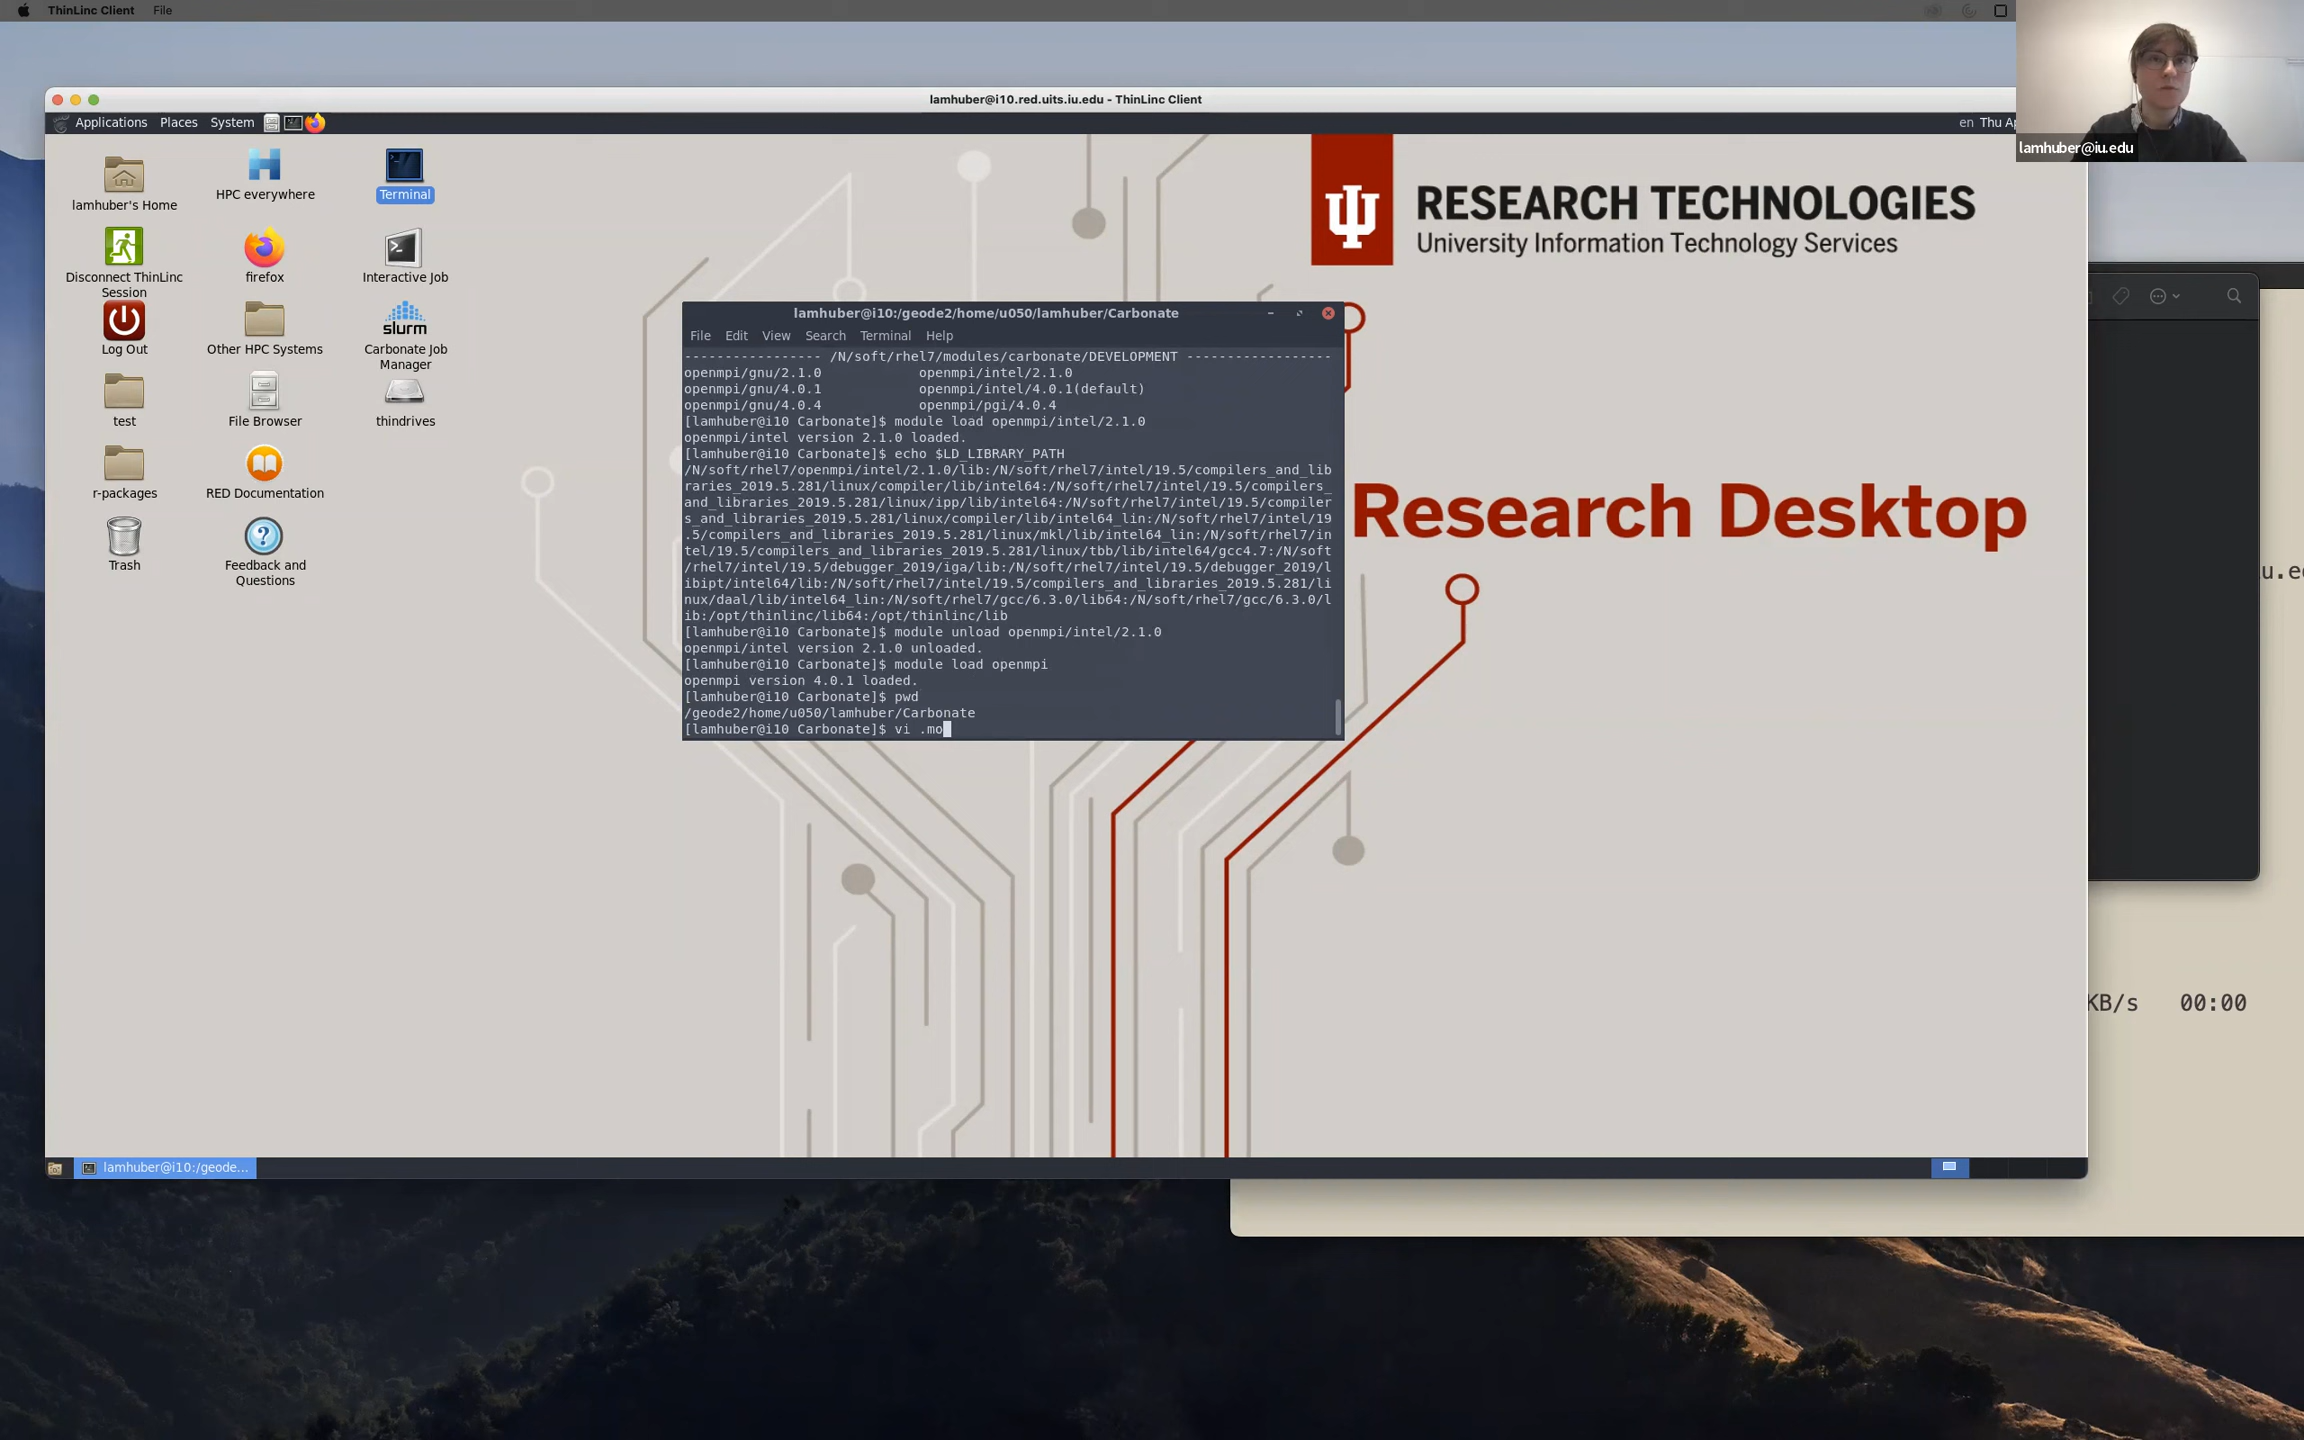 ThinLinc Client File
lamhuber@iu.edu
lamhuber@i10.red.uits.iu.edu - ThinLinc Client
Applications Places System
en Thu Ap
lamhuber's Home
HPC everywhere
Terminal
Disconnect ThinLinc
Session
firefox
Interactive Job
Log Out
Other HPC Systems
slurm
Carbonate Job
Manager
test
File Browser
thindrives
r-packages
RED Documentation
Trash
Feedback and
Questions
RESEARCH TECHNOLOGIES
University Information Technology Services
Research Desktop
lamhuber@i10:/geode2/home/u050/lamhuber/Carbonate
File Edit View Search Terminal Help
----------------- /N/soft/rhel7/modules/carbonate/DEVELOPMENT ------------------
openmpi/gnu/2.1.0 openmpi/intel/2.1.0
openmpi/gnu/4.0.1 openmpi/intel/4.0.1(default)
openmpi/gnu/4.0.4 openmpi/pgi/4.0.4
[lamhuber@i10 Carbonate]$ module load openmpi/intel/2.1.0
openmpi/intel version 2.1.0 loaded.
[lamhuber@i10 Carbonate]$ echo $LD_LIBRARY_PATH
/N/soft/rhel7/openmpi/intel/2.1.0/lib:/N/soft/rhel7/intel/19.5/compilers_and_lib
raries_2019.5.281/linux/compiler/lib/intel64:/N/soft/rhel7/intel/19.5/compilers_
and_libraries_2019.5.281/linux/ipp/lib/intel64:/N/soft/rhel7/intel/19.5/compiler
s_and_libraries_2019.5.281/linux/compiler/lib/intel64_lin:/N/soft/rhel7/intel/19
.5/compilers_and_libraries_2019.5.281/linux/mkl/lib/intel64_lin:/N/soft/rhel7/in
tel/19.5/compilers_and_libraries_2019.5.281/linux/tbb/lib/intel64/gcc4.7:/N/soft
/rhel7/intel/19.5/debugger_2019/iga/lib:/N/soft/rhel7/intel/19.5/debugger_2019/l
ibipt/intel64/lib:/N/soft/rhel7/intel/19.5/compilers_and_libraries_2019.5.281/li
nux/daal/lib/intel64_lin:/N/soft/rhel7/gcc/6.3.0/lib64:/N/soft/rhel7/gcc/6.3.0/l
ib:/opt/thinlinc/lib64:/opt/thinlinc/lib
[lamhuber@i10 Carbonate]$ module unload openmpi/intel/2.1.0
openmpi/intel version 2.1.0 unloaded.
[lamhuber@i10 Carbonate]$ module load openmpi
openmpi version 4.0.1 loaded.
[lamhuber@i10 Carbonate]$ pwd
/geode2/home/u050/lamhuber/Carbonate
[lamhuber@i10 Carbonate]$ vi .mo
u.e
KB/s 00:00
lamhuber@i10:/geode...